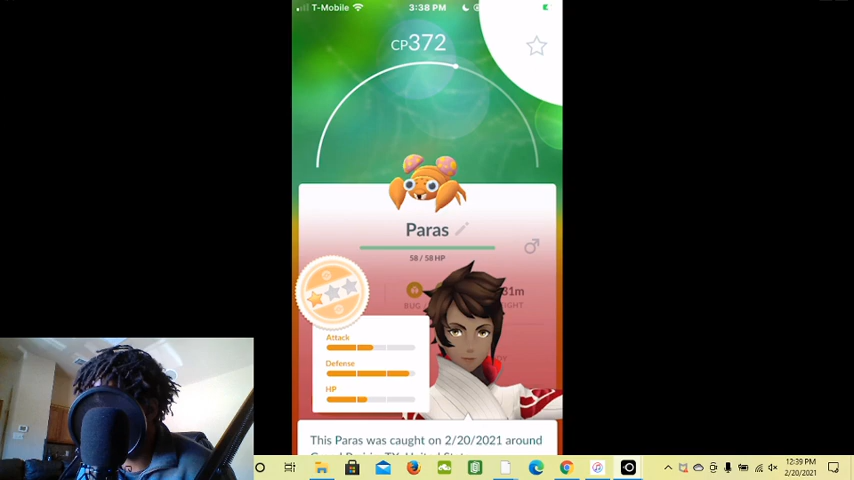 T-Mobile 3:38 PM
CP372
Paras
58 / 58 HP
BUG
31m
Attack
Defense
HP
This Paras was caught on 2/20/2021 around
12:39 PM
2/20/2021